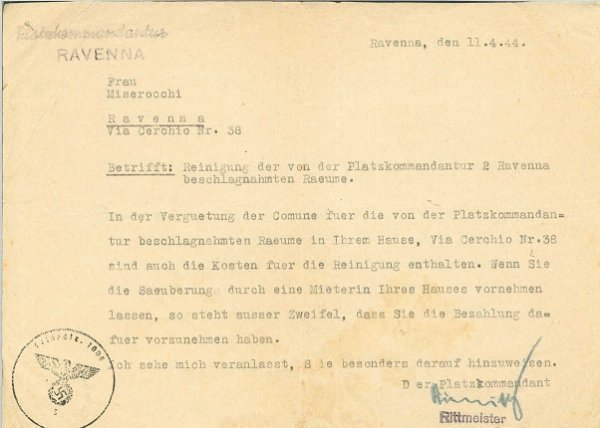 Platzkommandantur
RAVENNA
Ravenna, den 11.4.44.
Frau
Miserocchi
Ravenna
Via Cerchio Nr. 38
Betrifft: Reinigung der von der Platzkommandantur 2 Ravenna
beschlagnahmten Raeume.
In der Verguetung der Comune fuer die von der Platzkommandan=
tur beschlagnahmten Raeume in Ihrem Hause, Via Cerchio Nr.38
sind auch die Kosten fuer die Reinigung enthalten. Wenn Sie
die Saeuberung durch eine Mieterin Ihres Hauses vornehmen
lassen, so steht ausser Zweifel, dass Sie die Bezahlung da=
fuer vorzunehmen haben.
Ich sehe mich veranlasst, S ie besonders darauf hinzuweisen.
D er Platzkommandant
Rittmeister